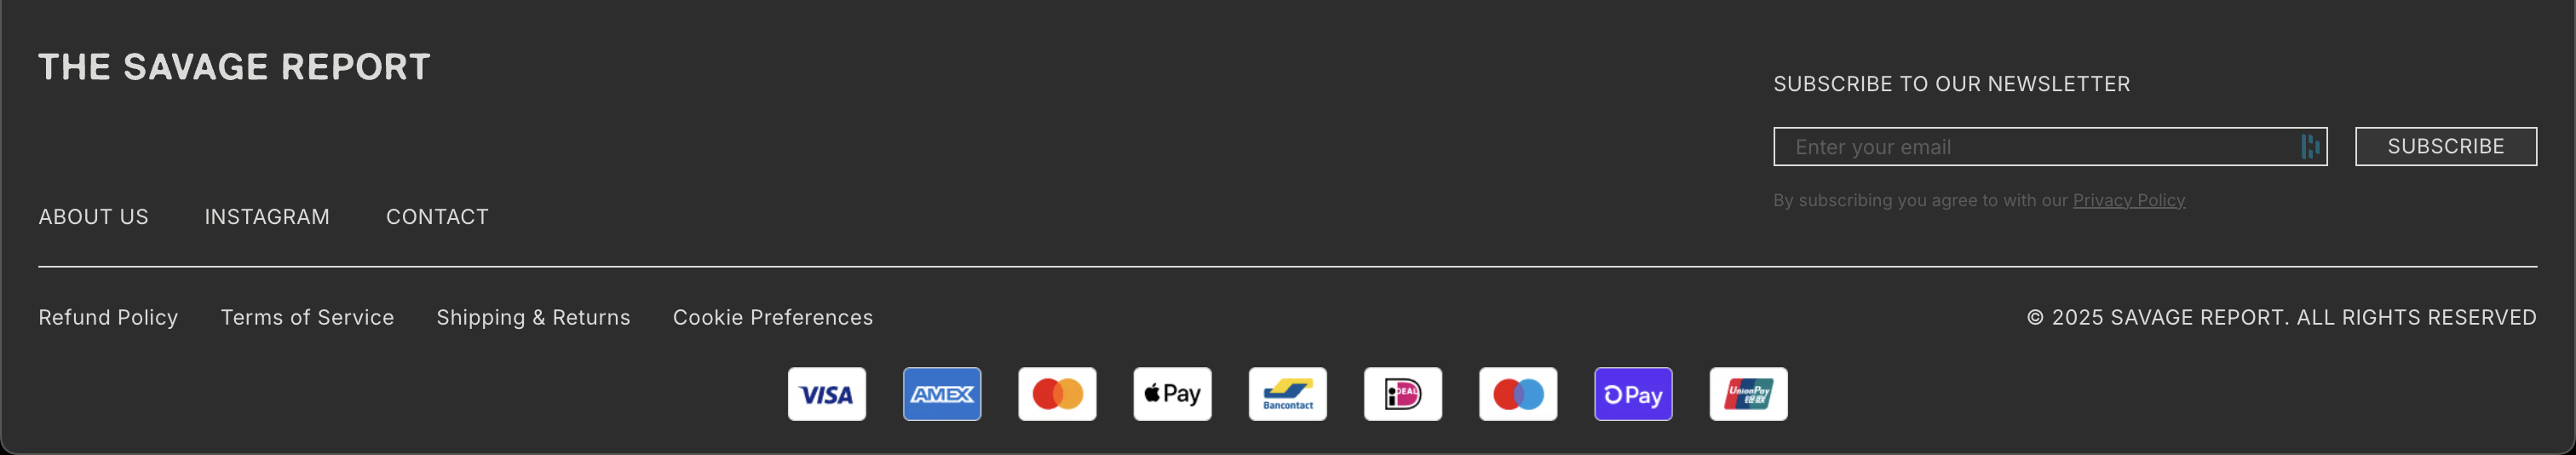 THE SAVAGE REPORT
SUBSCRIBE TO OUR NEWSLETTER
Enter your email
SUBSCRIBE
By subscribing you agree to with our Privacy Policy
ABOUT US INSTAGRAM CONTACT
Refund Policy Terms of Service Shipping & Returns Cookie Preferences
© 2025 SAVAGE REPORT. ALL RIGHTS RESERVED
VISA AMEX Pay Bancontact iDEAL Pay UnionPay 银联